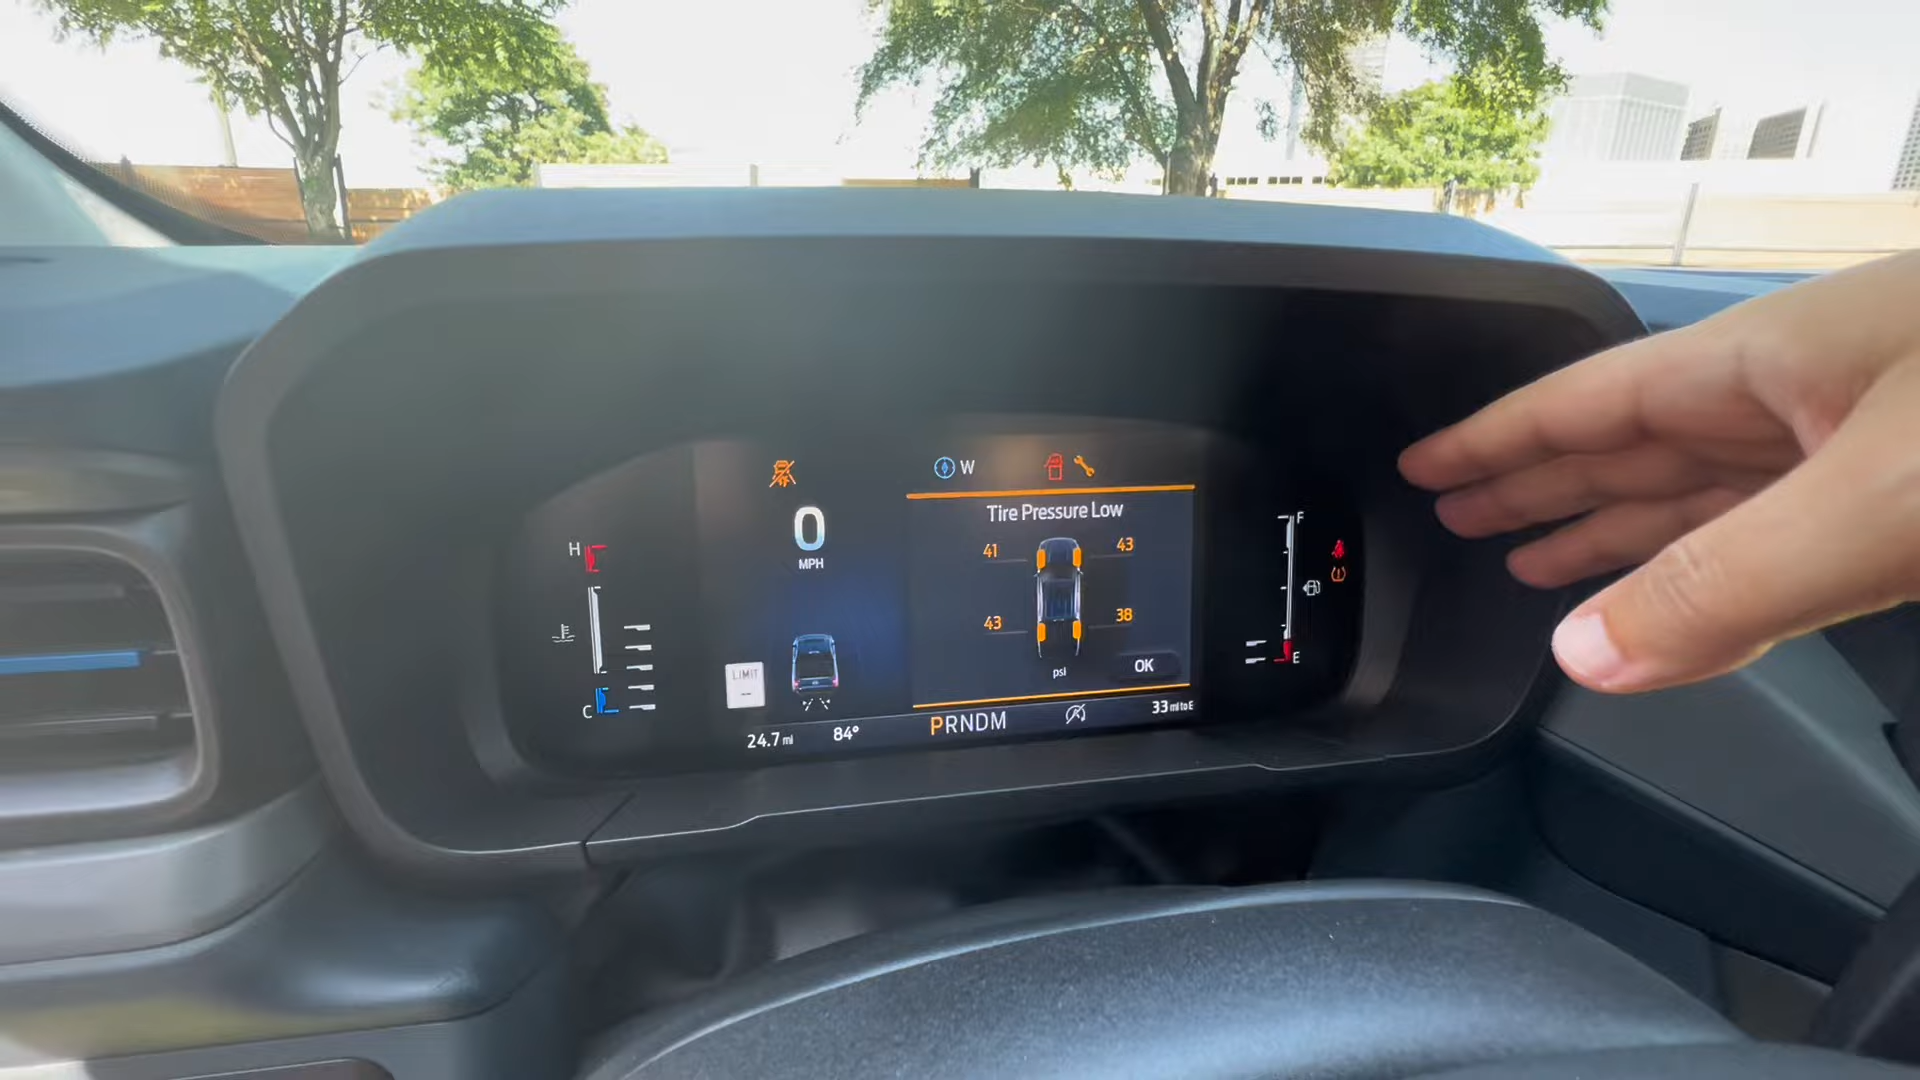 W
0
MPH
Tire Pressure Low
41
43
43
38
psi
OK
H
C
F
E
LIMIT
--
24.7 mi
84°
PRNDM
33 mi to E